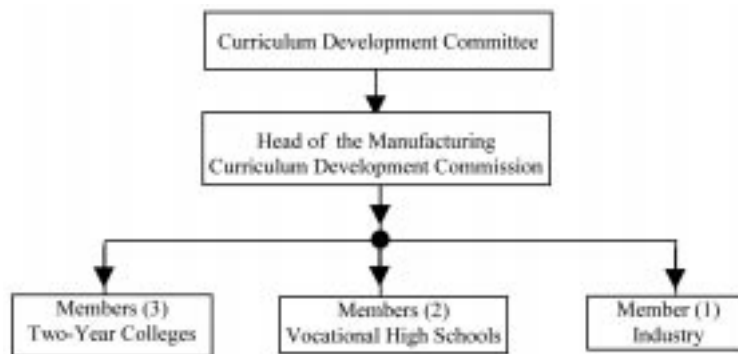 Curriculum Development Committee
Head of the Manufacturing
Curriculum Development Commission
Members (3)
Two-Year Colleges
Members (2)
Vocational High Schools
Member (1)
Industry